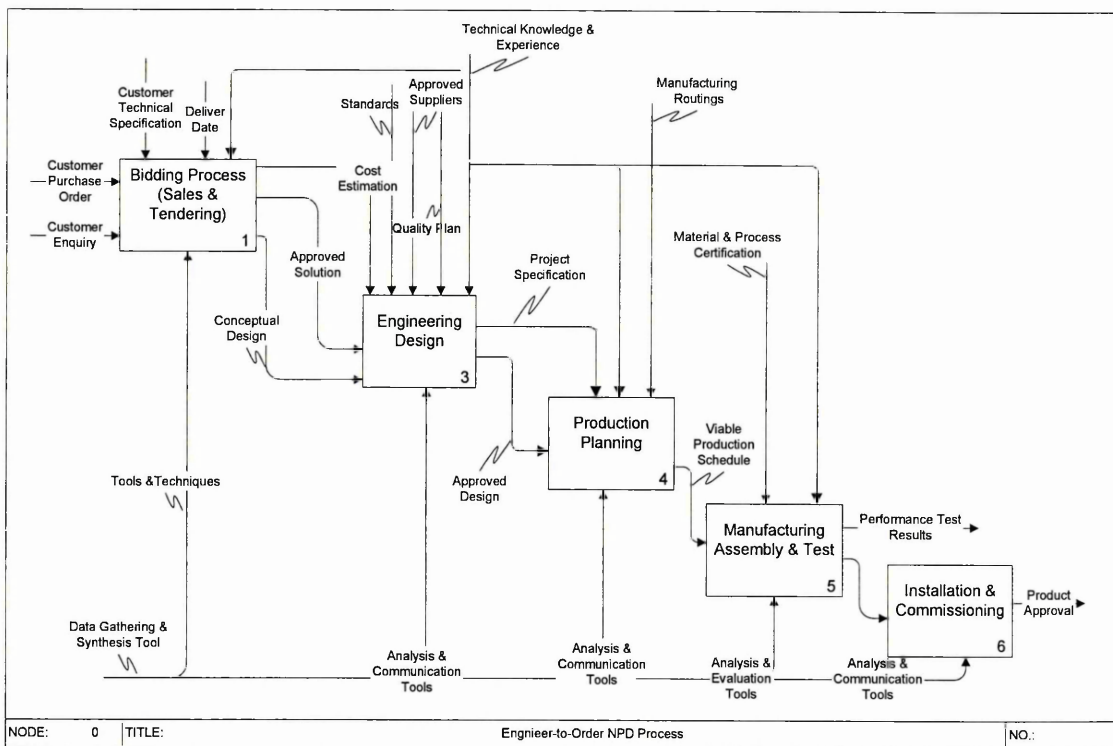 Technical Knowledge &
Experience
Customer
Technical
Specification
Deliver
Date
Standards
Approved
Suppliers
Manufacturing
Routings
Customer
Purchase
Order
Customer
Enquiry
Bidding Process
(Sales &
Tendering)
1
Cost
Estimation
Quality Plan
Approved
Solution
Conceptual
Design
Engineering
Design
3
Project
Specification
Material & Process
Certification
Production
Planning
4
Approved
Design
Viable
Production
Schedule
Tools &Techniques
Manufacturing
Assembly & Test
5
Performance Test
Results
Installation &
Commissioning
6
Product
Approval
Data Gathering &
Synthesis Tool
Analysis &
Communication
Tools
Analysis &
Communication
Tools
Analysis &
Evaluation
Tools
Analysis &
Communication
Tools
NODE: 0 TITLE: Engnieer-to-Order NPD Process NO.: